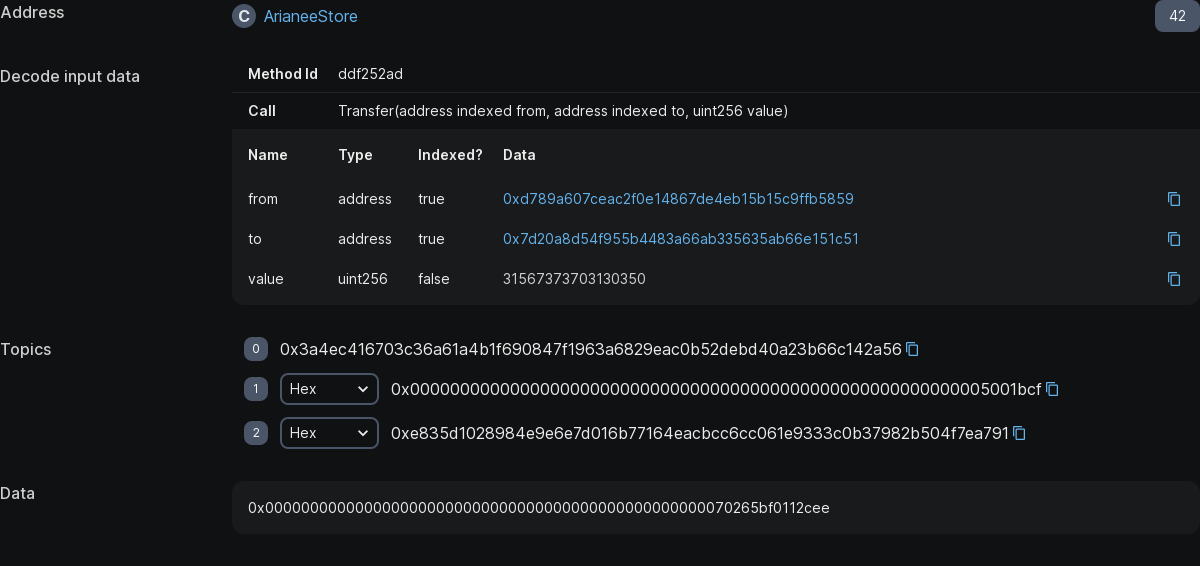 Address
C ArianeeStore 42
Decode input data
Method Id ddf252ad
Call Transfer(address indexed from, address indexed to, uint256 value)
Name Type Indexed? Data
from address true 0xd789a607ceac2f0e14867de4eb15b15c9ffb5859
to address true 0x7d20a8d54f955b4483a66ab335635ab66e151c51
value uint256 false 31567373703130350
Topics
0 0x3a4ec416703c36a61a4b1f690847f1963a6829eac0b52debd40a23b66c142a56
1 Hex 0x0000000000000000000000000000000000000000000000000000000005001bcf
2 Hex 0xe835d1028984e9e6e7d016b77164eacbcc6cc061e9333c0b37982b504f7ea791
Data
0x0000000000000000000000000000000000000000000000000070265bf0112cee